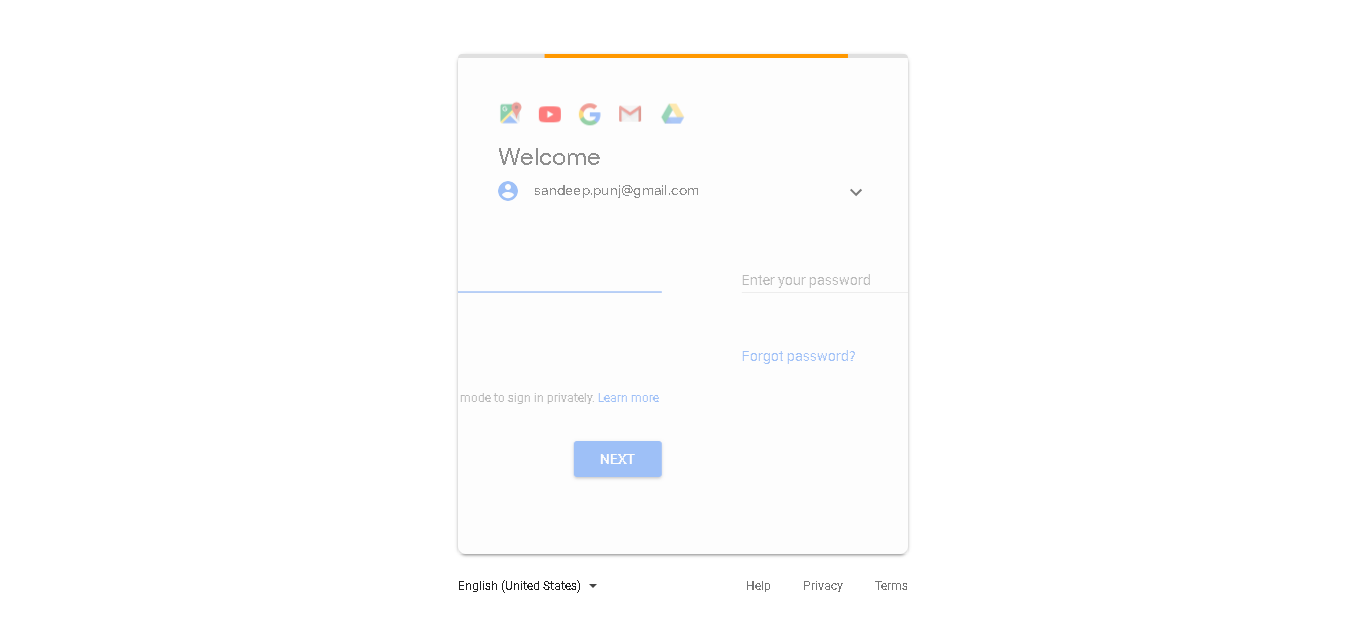 Welcome
sandeep.punj@gmail.com
Enter your password
Forgot password?
mode to sign in privately. Learn more
NEXT
English (United States)
Help Privacy Terms